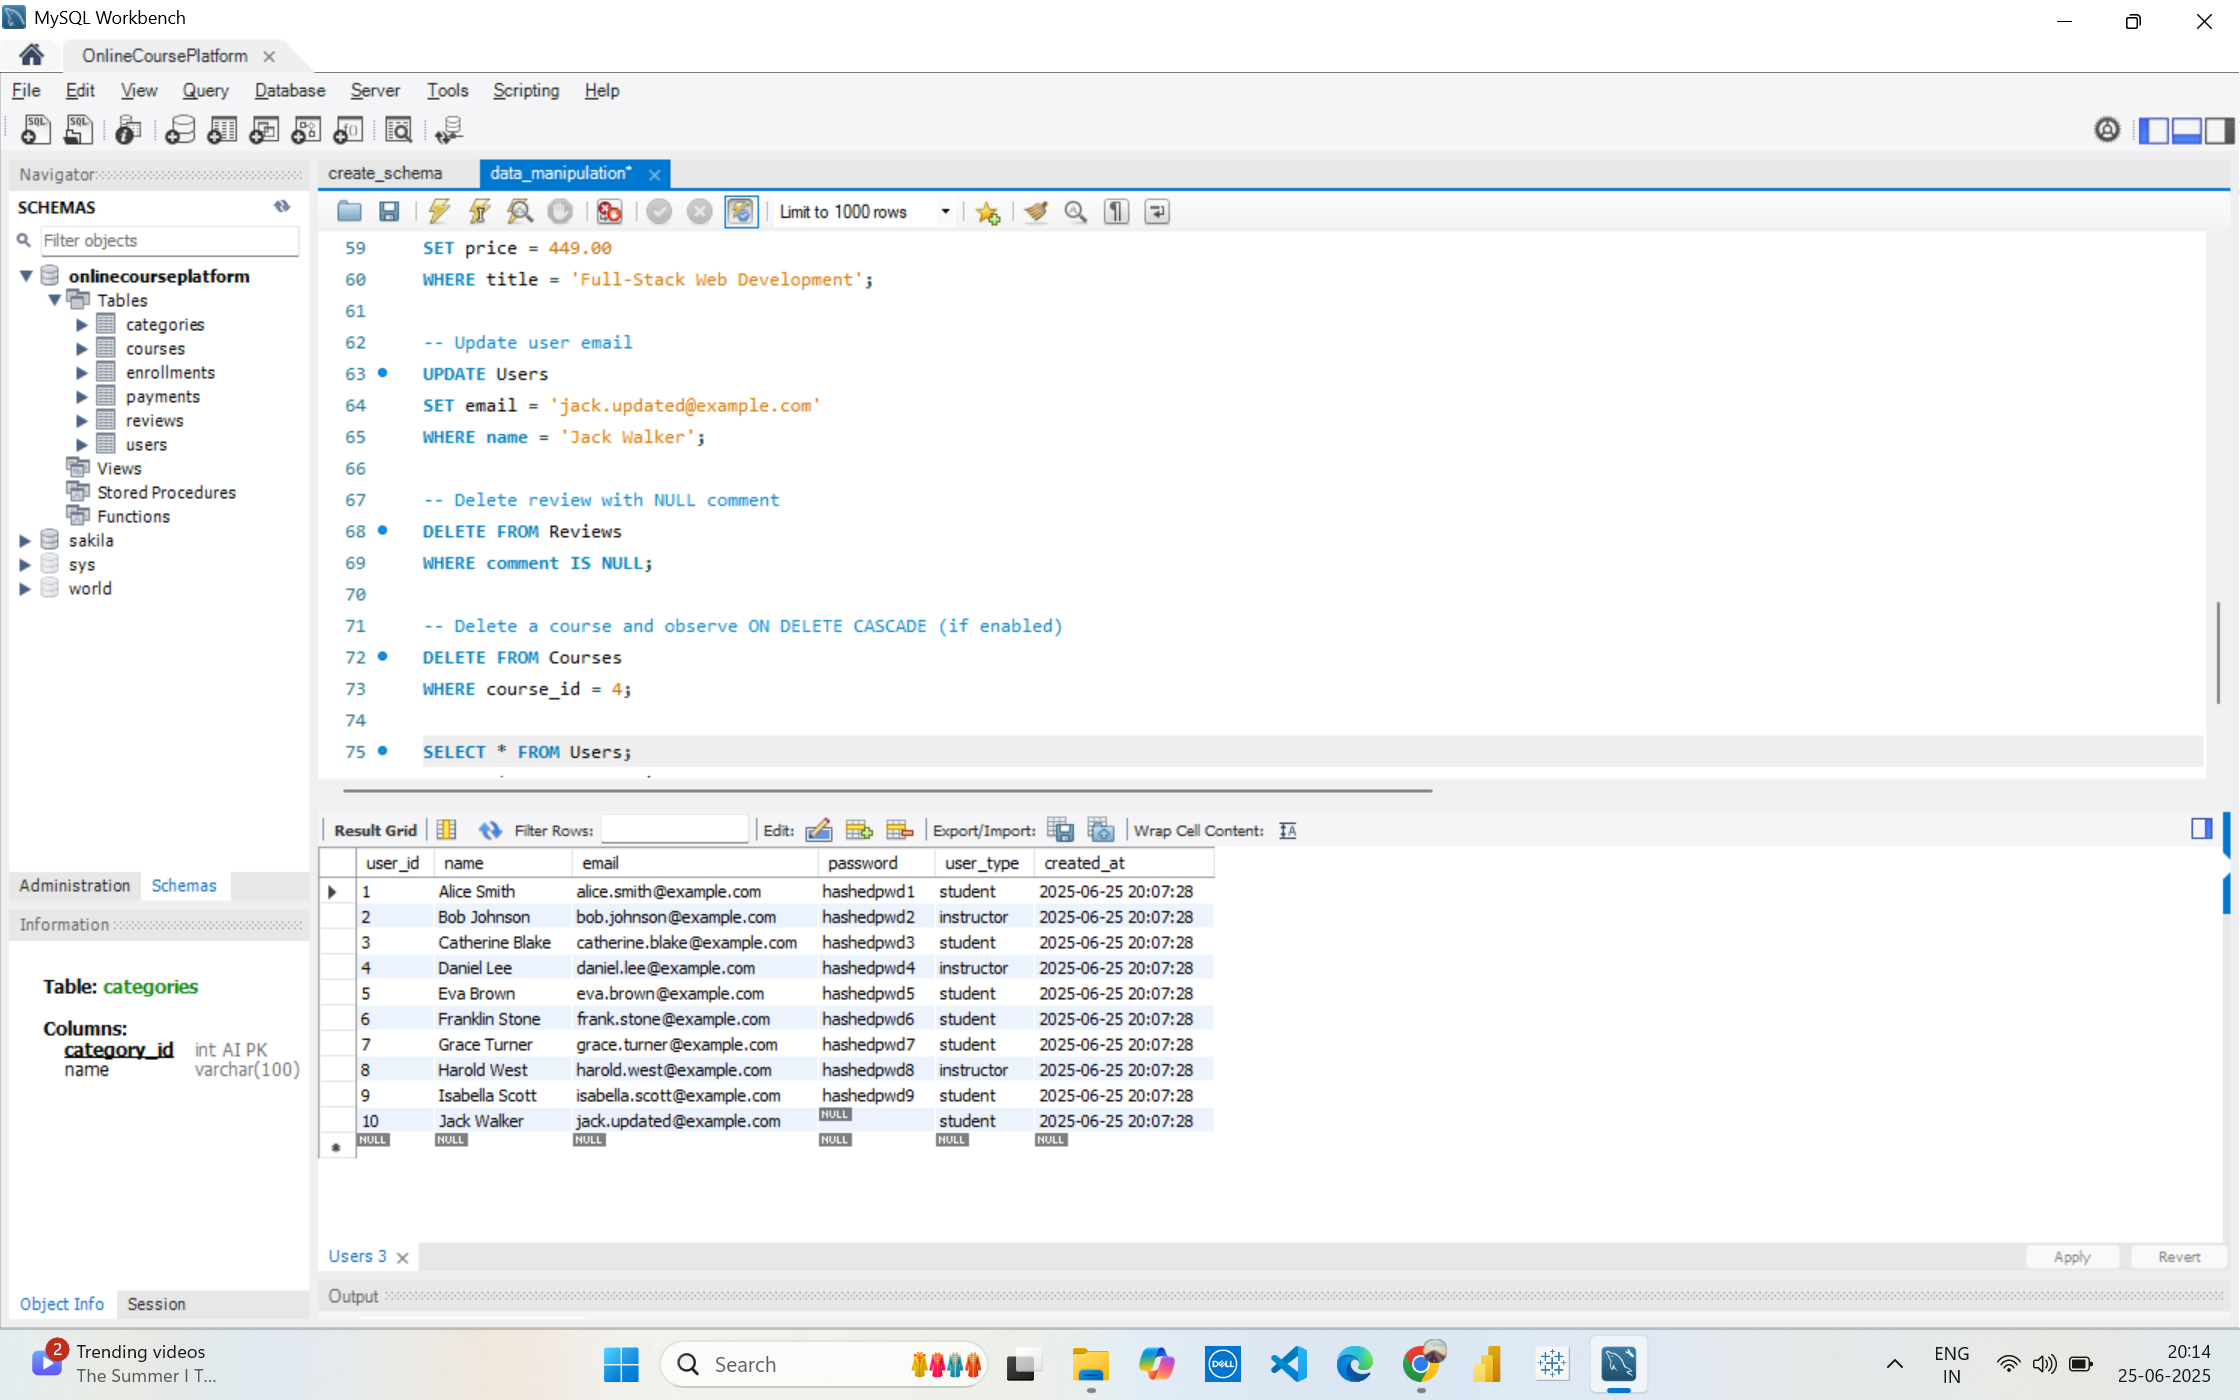 MySQL Workbench
OnlineCoursePlatform
File Edit View Query Database Server Tools Scripting Help
Navigator
SCHEMAS
Filter objects
onlinecourseplatform
Tables
categories
courses
enrollments
payments
reviews
users
Views
Stored Procedures
Functions
sakila
sys
world
Administration Schemas
Information
Table: categories
Columns:
category_id int AI PK
name varchar(100)
Object Info Session
create_schema data_manipulation*
Limit to 1000 rows
59 SET price = 449.00
60 WHERE title = 'Full-Stack Web Development';
61
62 -- Update user email
63 UPDATE Users
64 SET email = 'jack.updated@example.com'
65 WHERE name = 'Jack Walker';
66
67 -- Delete review with NULL comment
68 DELETE FROM Reviews
69 WHERE comment IS NULL;
70
71 -- Delete a course and observe ON DELETE CASCADE (if enabled)
72 DELETE FROM Courses
73 WHERE course_id = 4;
74
75 SELECT * FROM Users;
Result Grid Filter Rows: Edit: Export/Import: Wrap Cell Content:
user_id name email password user_type created_at
1 Alice Smith alice.smith@example.com hashedpwd1 student 2025-06-25 20:07:28
2 Bob Johnson bob.johnson@example.com hashedpwd2 instructor 2025-06-25 20:07:28
3 Catherine Blake catherine.blake@example.com hashedpwd3 student 2025-06-25 20:07:28
4 Daniel Lee daniel.lee@example.com hashedpwd4 instructor 2025-06-25 20:07:28
5 Eva Brown eva.brown@example.com hashedpwd5 student 2025-06-25 20:07:28
6 Franklin Stone frank.stone@example.com hashedpwd6 student 2025-06-25 20:07:28
7 Grace Turner grace.turner@example.com hashedpwd7 student 2025-06-25 20:07:28
8 Harold West harold.west@example.com hashedpwd8 instructor 2025-06-25 20:07:28
9 Isabella Scott isabella.scott@example.com hashedpwd9 student 2025-06-25 20:07:28
10 Jack Walker jack.updated@example.com NULL student 2025-06-25 20:07:28
NULL NULL NULL NULL NULL NULL
Users 3
Apply Revert
Output
2 Trending videos
The Summer I T...
Search
DELL
ENG
IN
20:14
25-06-2025